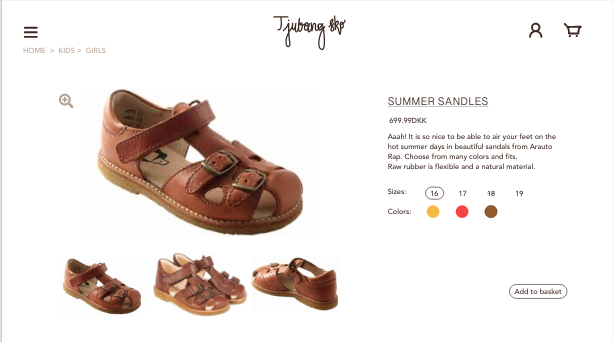 Tjubang sko
HOME > KIDS > GIRLS
SUMMER SANDLES
699.99DKK
Aaah! It is so nice to be able to air your feet on the
hot summer days in beautiful sandals from Arauto
Rap. Choose from many colors and fits.
Raw rubber is flexible and a natural material.
Sizes: 16 17 18 19
Colors:
Add to basket